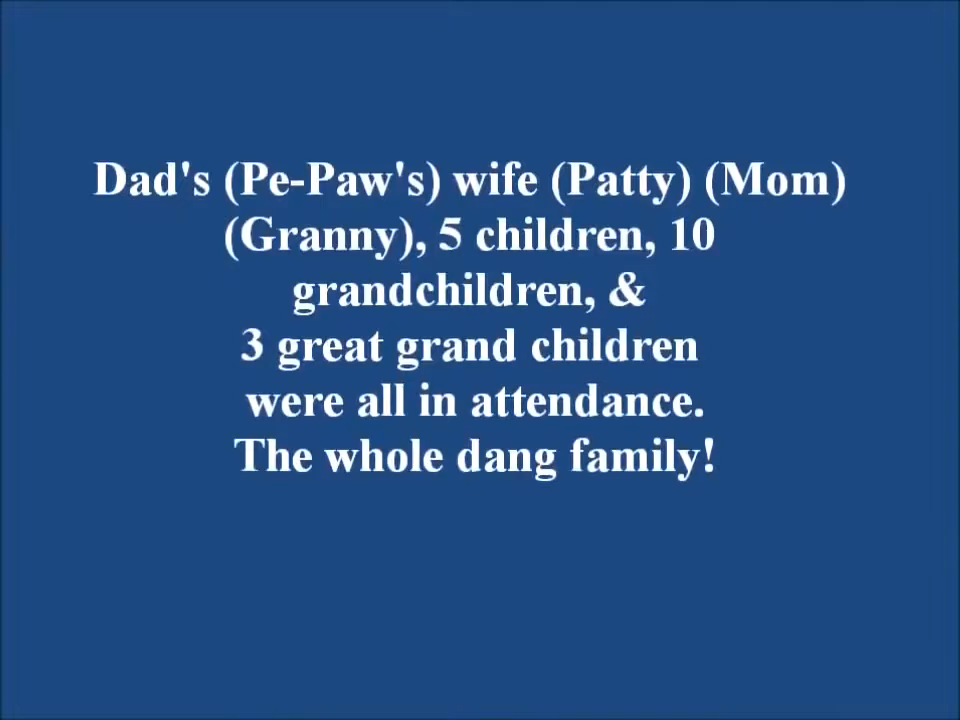 Dad's (Pe-Paw's) wife (Patty) (Mom)
(Granny), 5 children, 10
grandchildren, &
3 great grand children
were all in attendance.
The whole dang family!